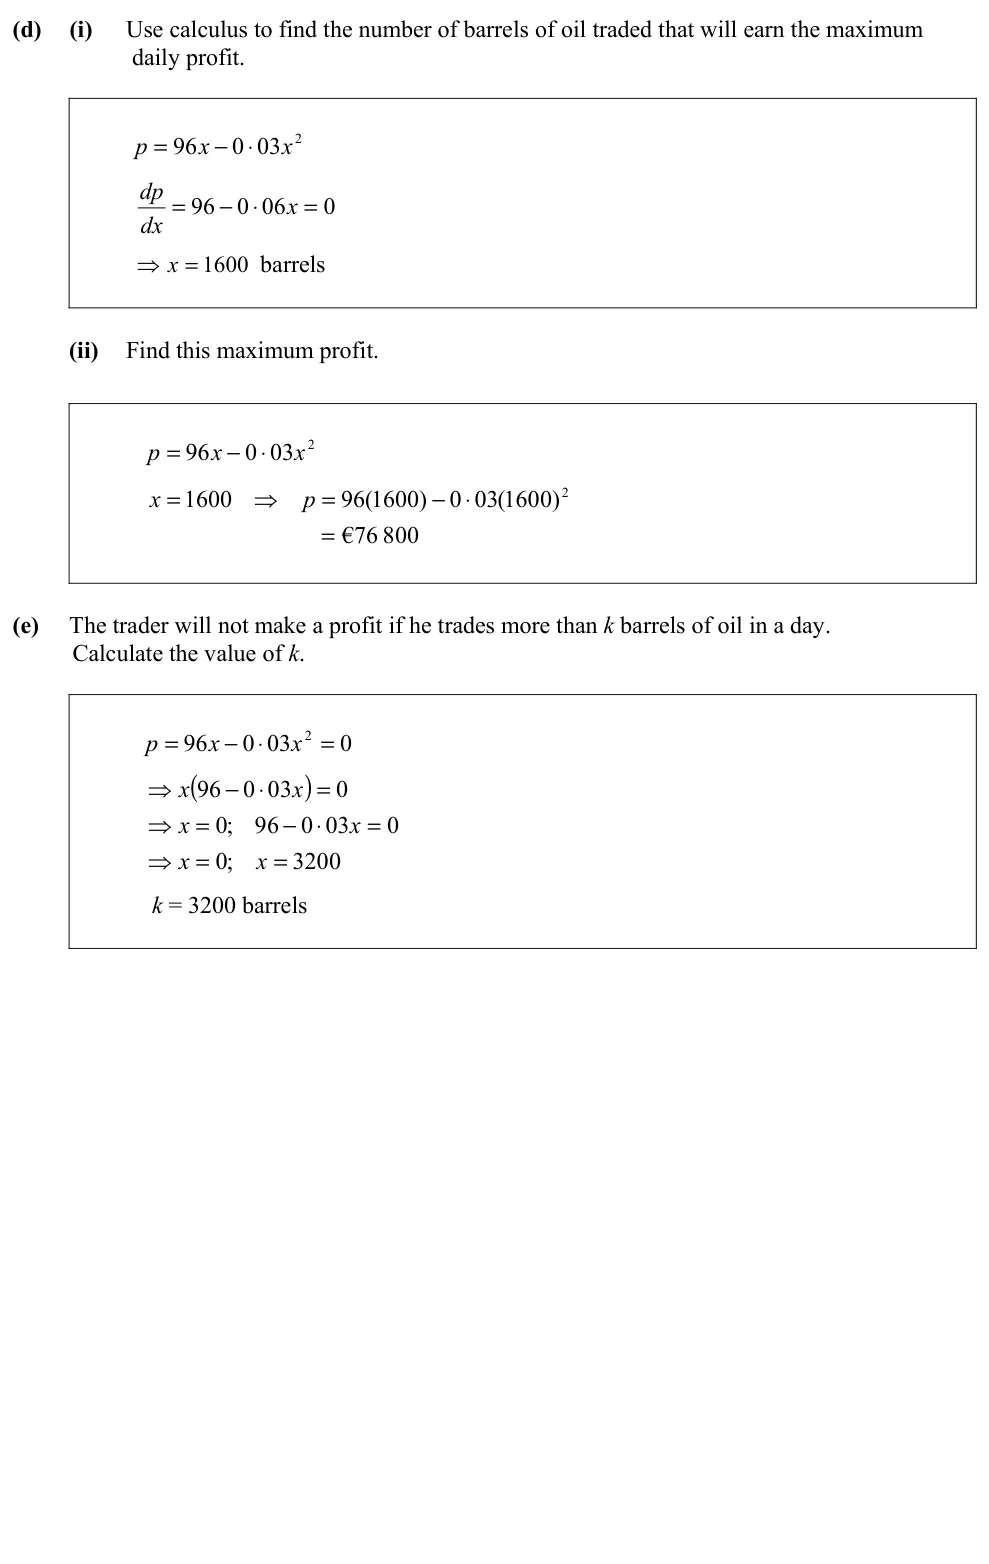 (d) (i) Use calculus to find the number of barrels of oil traded that will earn the maximum
daily profit.
p = 96x − 0·03x²
dp/dx = 96 − 0·06x = 0
⇒ x = 1600 barrels
(ii) Find this maximum profit.
p = 96x − 0·03x²
x = 1600 ⇒ p = 96(1600) − 0·03(1600)²
= €76 800
(e) The trader will not make a profit if he trades more than k barrels of oil in a day.
Calculate the value of k.
p = 96x − 0·03x² = 0
⇒ x(96 − 0·03x) = 0
⇒ x = 0; 96 − 0·03x = 0
⇒ x = 0; x = 3200
k = 3200 barrels